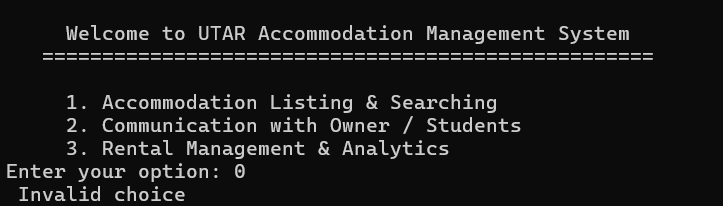 Welcome to UTAR Accommodation Management System
===================================================
1. Accommodation Listing & Searching
2. Communication with Owner / Students
3. Rental Management & Analytics
Enter your option: 0
Invalid choice